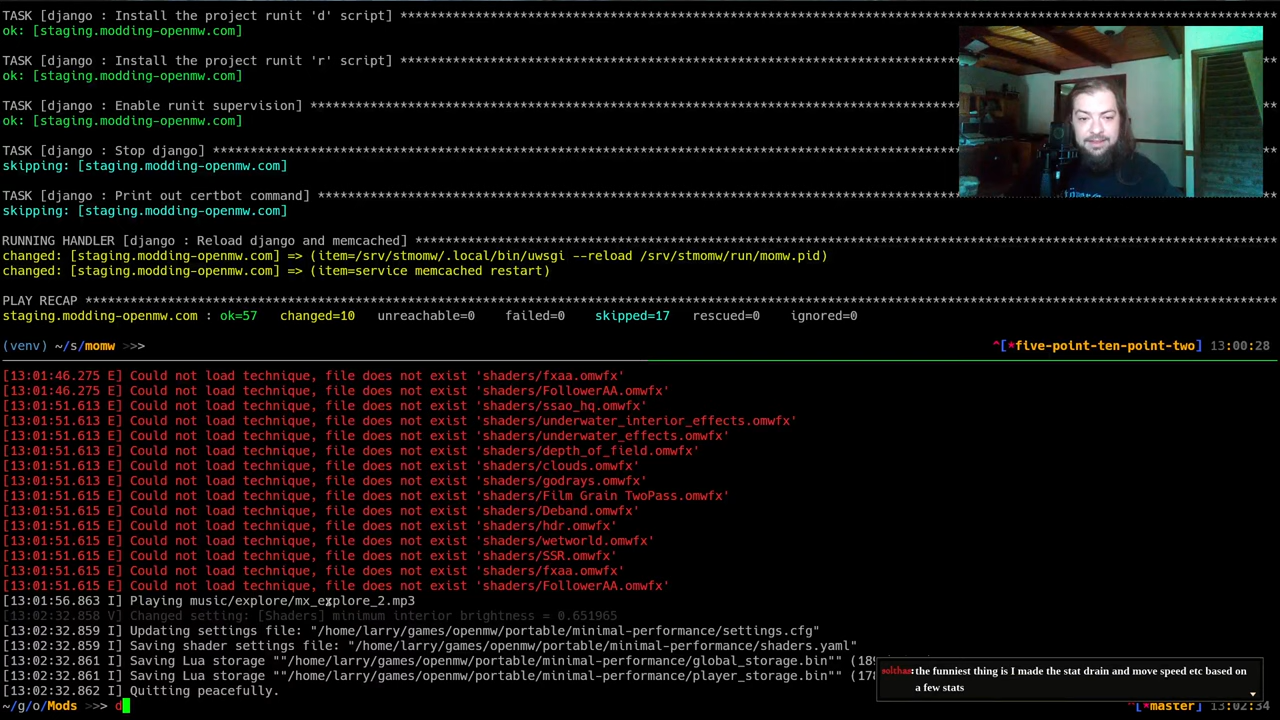 TASK [django : Install the project runit 'd' script] *****************************************************************************
ok: [staging.modding-openmw.com]
TASK [django : Install the project runit 'r' script] *****************************************************************************
ok: [staging.modding-openmw.com]
TASK [django : Enable runit supervision] *****************************************************************************************
ok: [staging.modding-openmw.com]
TASK [django : Stop django] ******************************************************************************************************
skipping: [staging.modding-openmw.com]
TASK [django : Print out certbot command] ****************************************************************************************
skipping: [staging.modding-openmw.com]
RUNNING HANDLER [django : Reload django and memcached] ***************************************************************************
changed: [staging.modding-openmw.com] => (item=/srv/stmomw/.local/bin/uwsgi --reload /srv/stmomw/run/momw.pid)
changed: [staging.modding-openmw.com] => (item=service memcached restart)
PLAY RECAP ***********************************************************************************************************************
staging.modding-openmw.com : ok=57 changed=10 unreachable=0 failed=0 skipped=17 rescued=0 ignored=0
(venv) ~/s/momw >>> ^[*five-point-ten-point-two] 13:00:28
[13:01:46.275 E] Could not load technique, file does not exist 'shaders/fxaa.omwfx'
[13:01:46.275 E] Could not load technique, file does not exist 'shaders/FollowerAA.omwfx'
[13:01:51.613 E] Could not load technique, file does not exist 'shaders/ssao_hq.omwfx'
[13:01:51.613 E] Could not load technique, file does not exist 'shaders/underwater_interior_effects.omwfx'
[13:01:51.613 E] Could not load technique, file does not exist 'shaders/underwater_effects.omwfx'
[13:01:51.613 E] Could not load technique, file does not exist 'shaders/depth_of_field.omwfx'
[13:01:51.613 E] Could not load technique, file does not exist 'shaders/clouds.omwfx'
[13:01:51.613 E] Could not load technique, file does not exist 'shaders/godrays.omwfx'
[13:01:51.615 E] Could not load technique, file does not exist 'shaders/Film Grain TwoPass.omwfx'
[13:01:51.615 E] Could not load technique, file does not exist 'shaders/Deband.omwfx'
[13:01:51.615 E] Could not load technique, file does not exist 'shaders/hdr.omwfx'
[13:01:51.615 E] Could not load technique, file does not exist 'shaders/wetworld.omwfx'
[13:01:51.615 E] Could not load technique, file does not exist 'shaders/SSR.omwfx'
[13:01:51.615 E] Could not load technique, file does not exist 'shaders/fxaa.omwfx'
[13:01:51.615 E] Could not load technique, file does not exist 'shaders/FollowerAA.omwfx'
[13:01:56.863 I] Playing music/explore/mx_explore_2.mp3
[13:02:32.858 V] Changed setting: [Shaders] minimum interior brightness = 0.651965
[13:02:32.859 I] Updating settings file: "/home/larry/games/openmw/portable/minimal-performance/settings.cfg"
[13:02:32.859 I] Saving shader settings file: "/home/larry/games/openmw/portable/minimal-performance/shaders.yaml"
[13:02:32.861 I] Saving Lua storage ""/home/larry/games/openmw/portable/minimal-performance/global_storage.bin"" (189
[13:02:32.861 I] Saving Lua storage ""/home/larry/games/openmw/portable/minimal-performance/player_storage.bin"" (178
[13:02:32.862 I] Quitting peacefully.
the funniest thing is I made the stat drain and move speed etc based on
a few stats
~/g/o/Mods >>> d ^[*master] 13:02:34